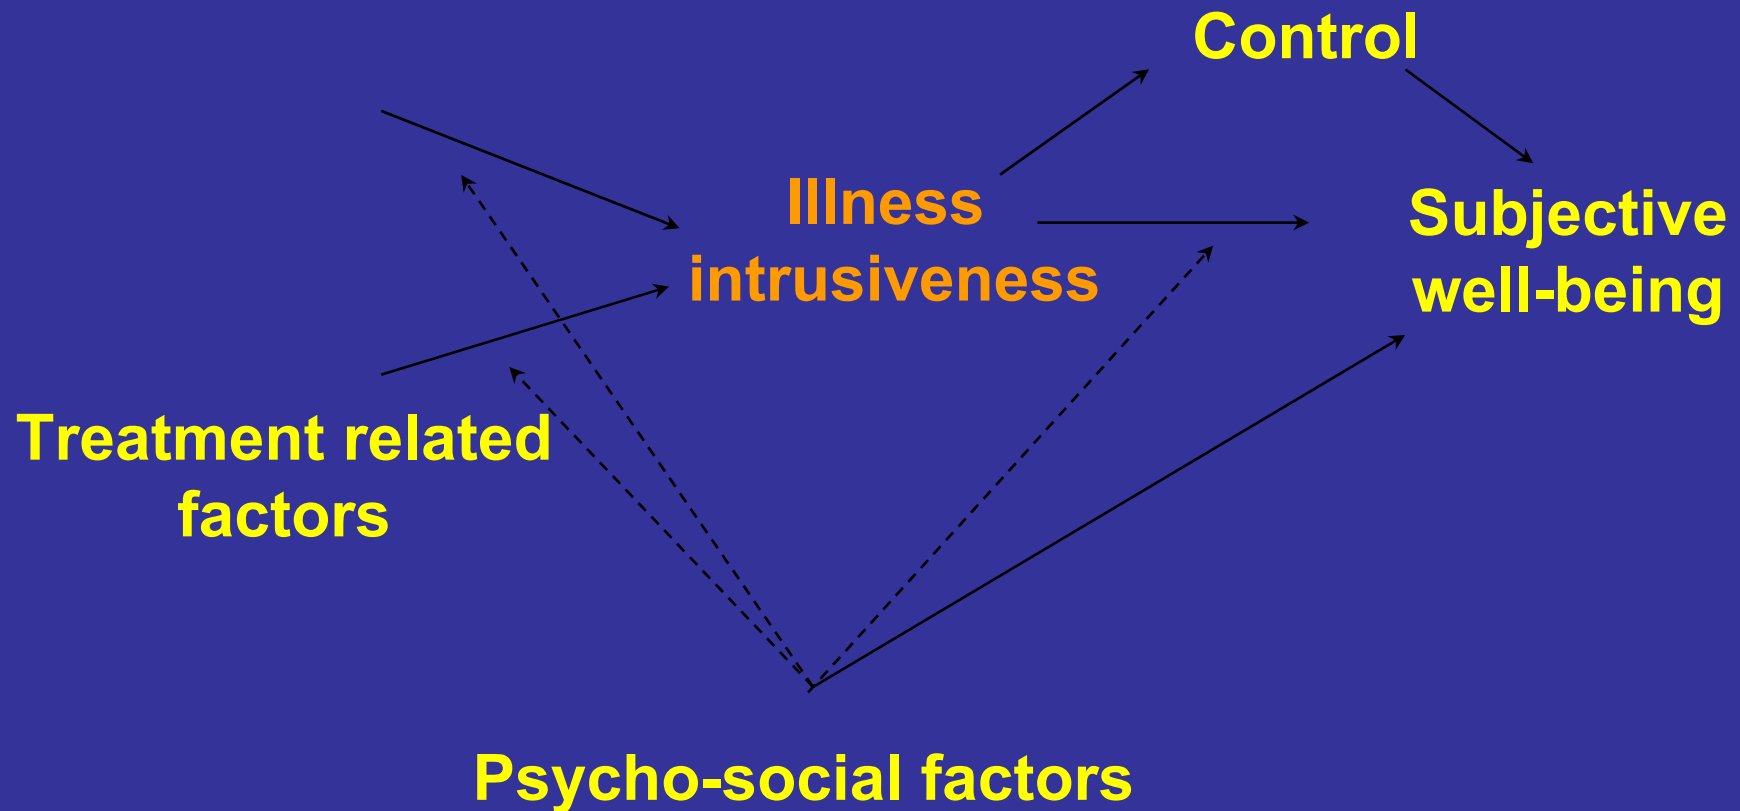 Control
Illness
intrusiveness
Subjective
well-being
Treatment related
factors
Psycho-social factors